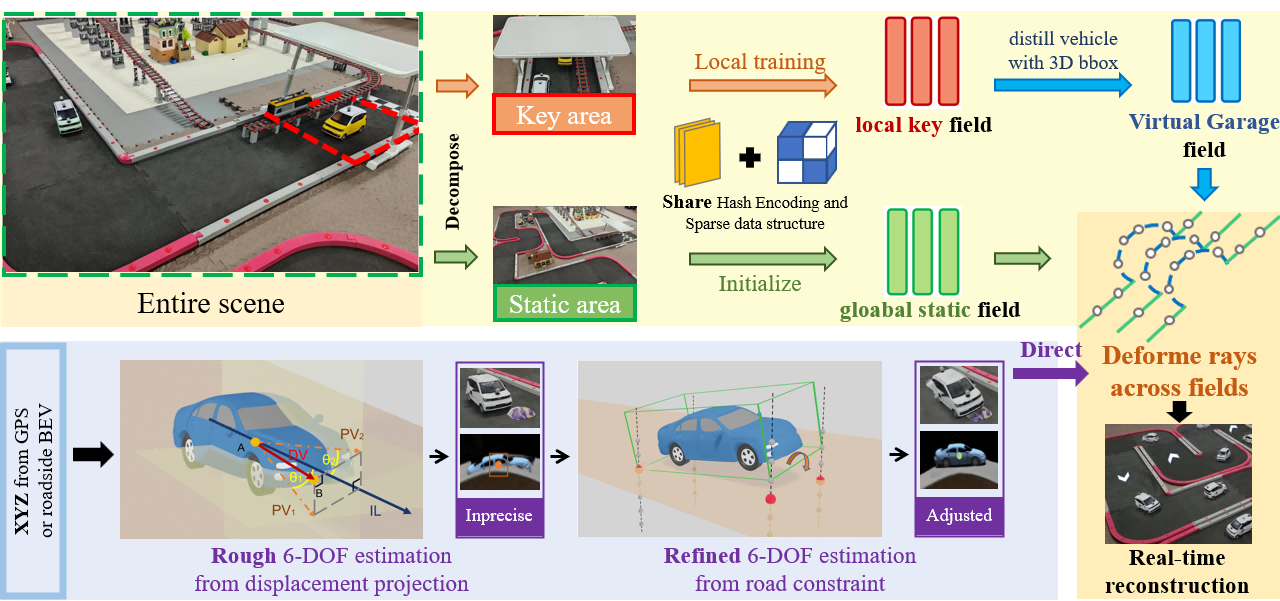 Entire scene
Decompose
Key area
Static area
Local training
Share Hash Encoding and
Sparse data structure
Initialize
local key field
gloabal static field
distill vehicle
with 3D bbox
Virtual Garage
field
Deforme rays
across fields
Real-time
reconstruction
XYZ from GPS
or roadside BEV
A
DV
B
θ1
θ2
PV1
PV2
IL
Rough 6-DOF estimation
from displacement projection
Inprecise
Refined 6-DOF estimation
from road constraint
Adjusted
Direct